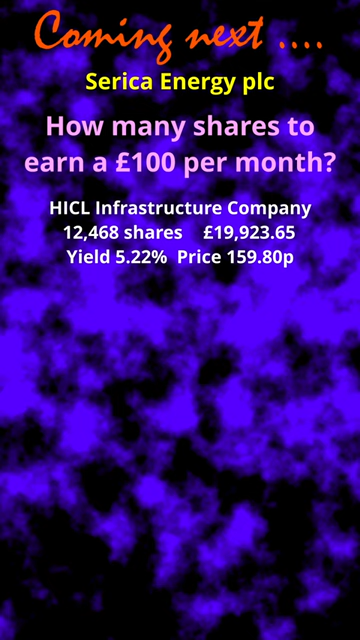 Coming next ....
Serica Energy plc
How many shares to
earn a £100 per month?
HICL Infrastructure Company
12,468 shares £19,923.65
Yield 5.22% Price 159.80p